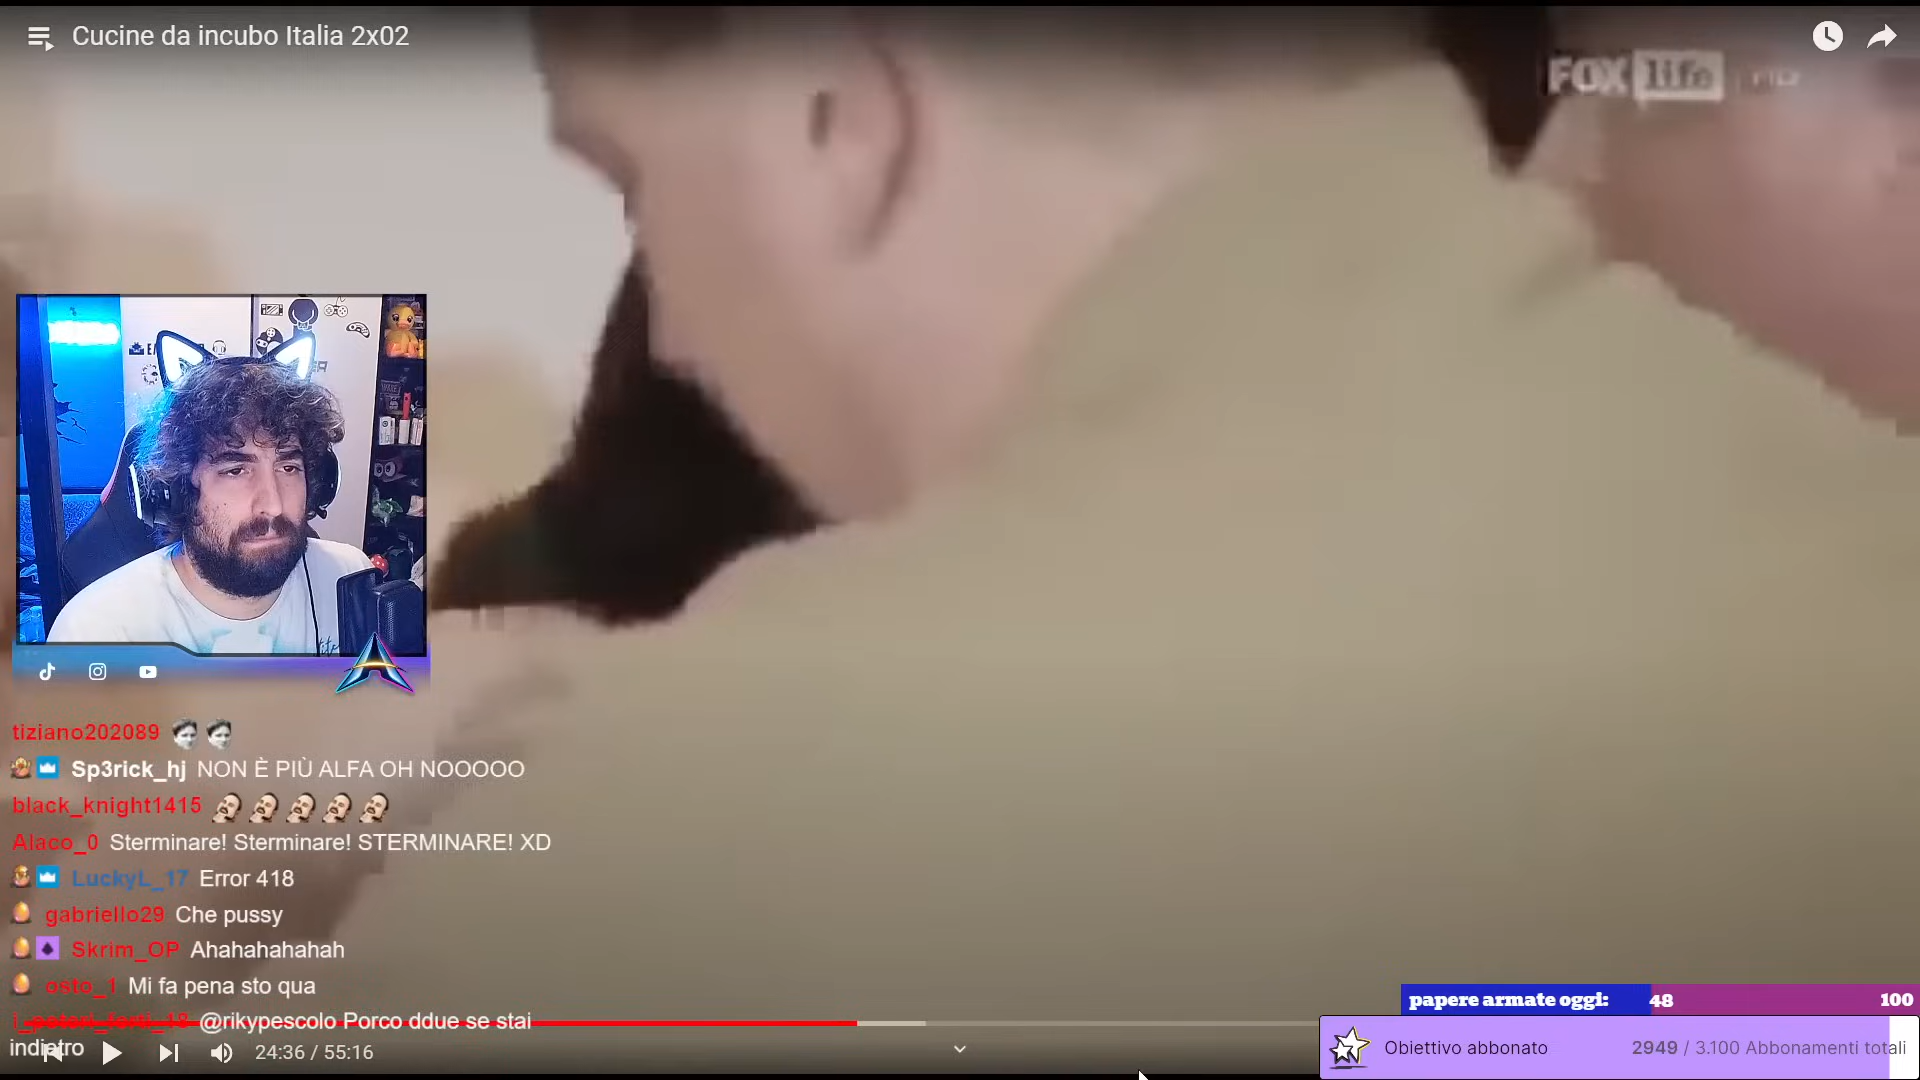 Cucine da incubo Italia 2x02
FOX life
tiziano202089
Sp3rick_hj NON È PIÙ ALFA OH NOOOOO
black_knight1415
Alaco_0 Sterminare! Sterminare! STERMINARE! XD
LuckyL_17 Error 418
gabriello29 Che pussy
Skrim_OP Ahahahahahah
osto_1 Mi fa pena sto qua
@rikypescolo Porco ddue se stai
indietro
24:36 / 55:16
papere armate oggi: 48 100
Obiettivo abbonato 2949 / 3.100 Abbonamenti totali